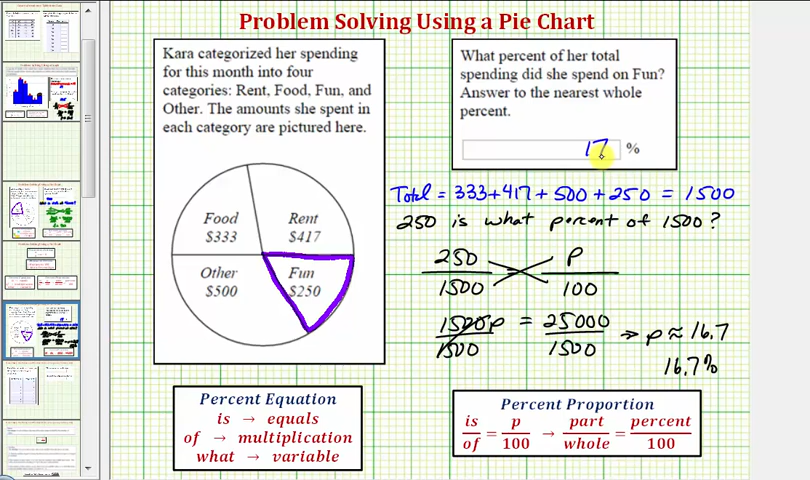 Problem Solving Using a Pie Chart
Kara categorized her spending
for this month into four
categories: Rent, Food, Fun, and
Other. The amounts she spent in
each category are pictured here.
Food
$333
Rent
$417
Other
$500
Fun
$250
What percent of her total
spending did she spend on Fun?
Answer to the nearest whole
percent.
17 %
Total = 333+417+500+250 = 1500
250 is what percent of 1500?
250/1500 P/100
1500p/1500 = 25000/1500 → p ≈ 16.7
16.7%
Percent Equation
is → equals
of → multiplication
what → variable
Percent Proportion
is/of = p/100 → part/whole = percent/100